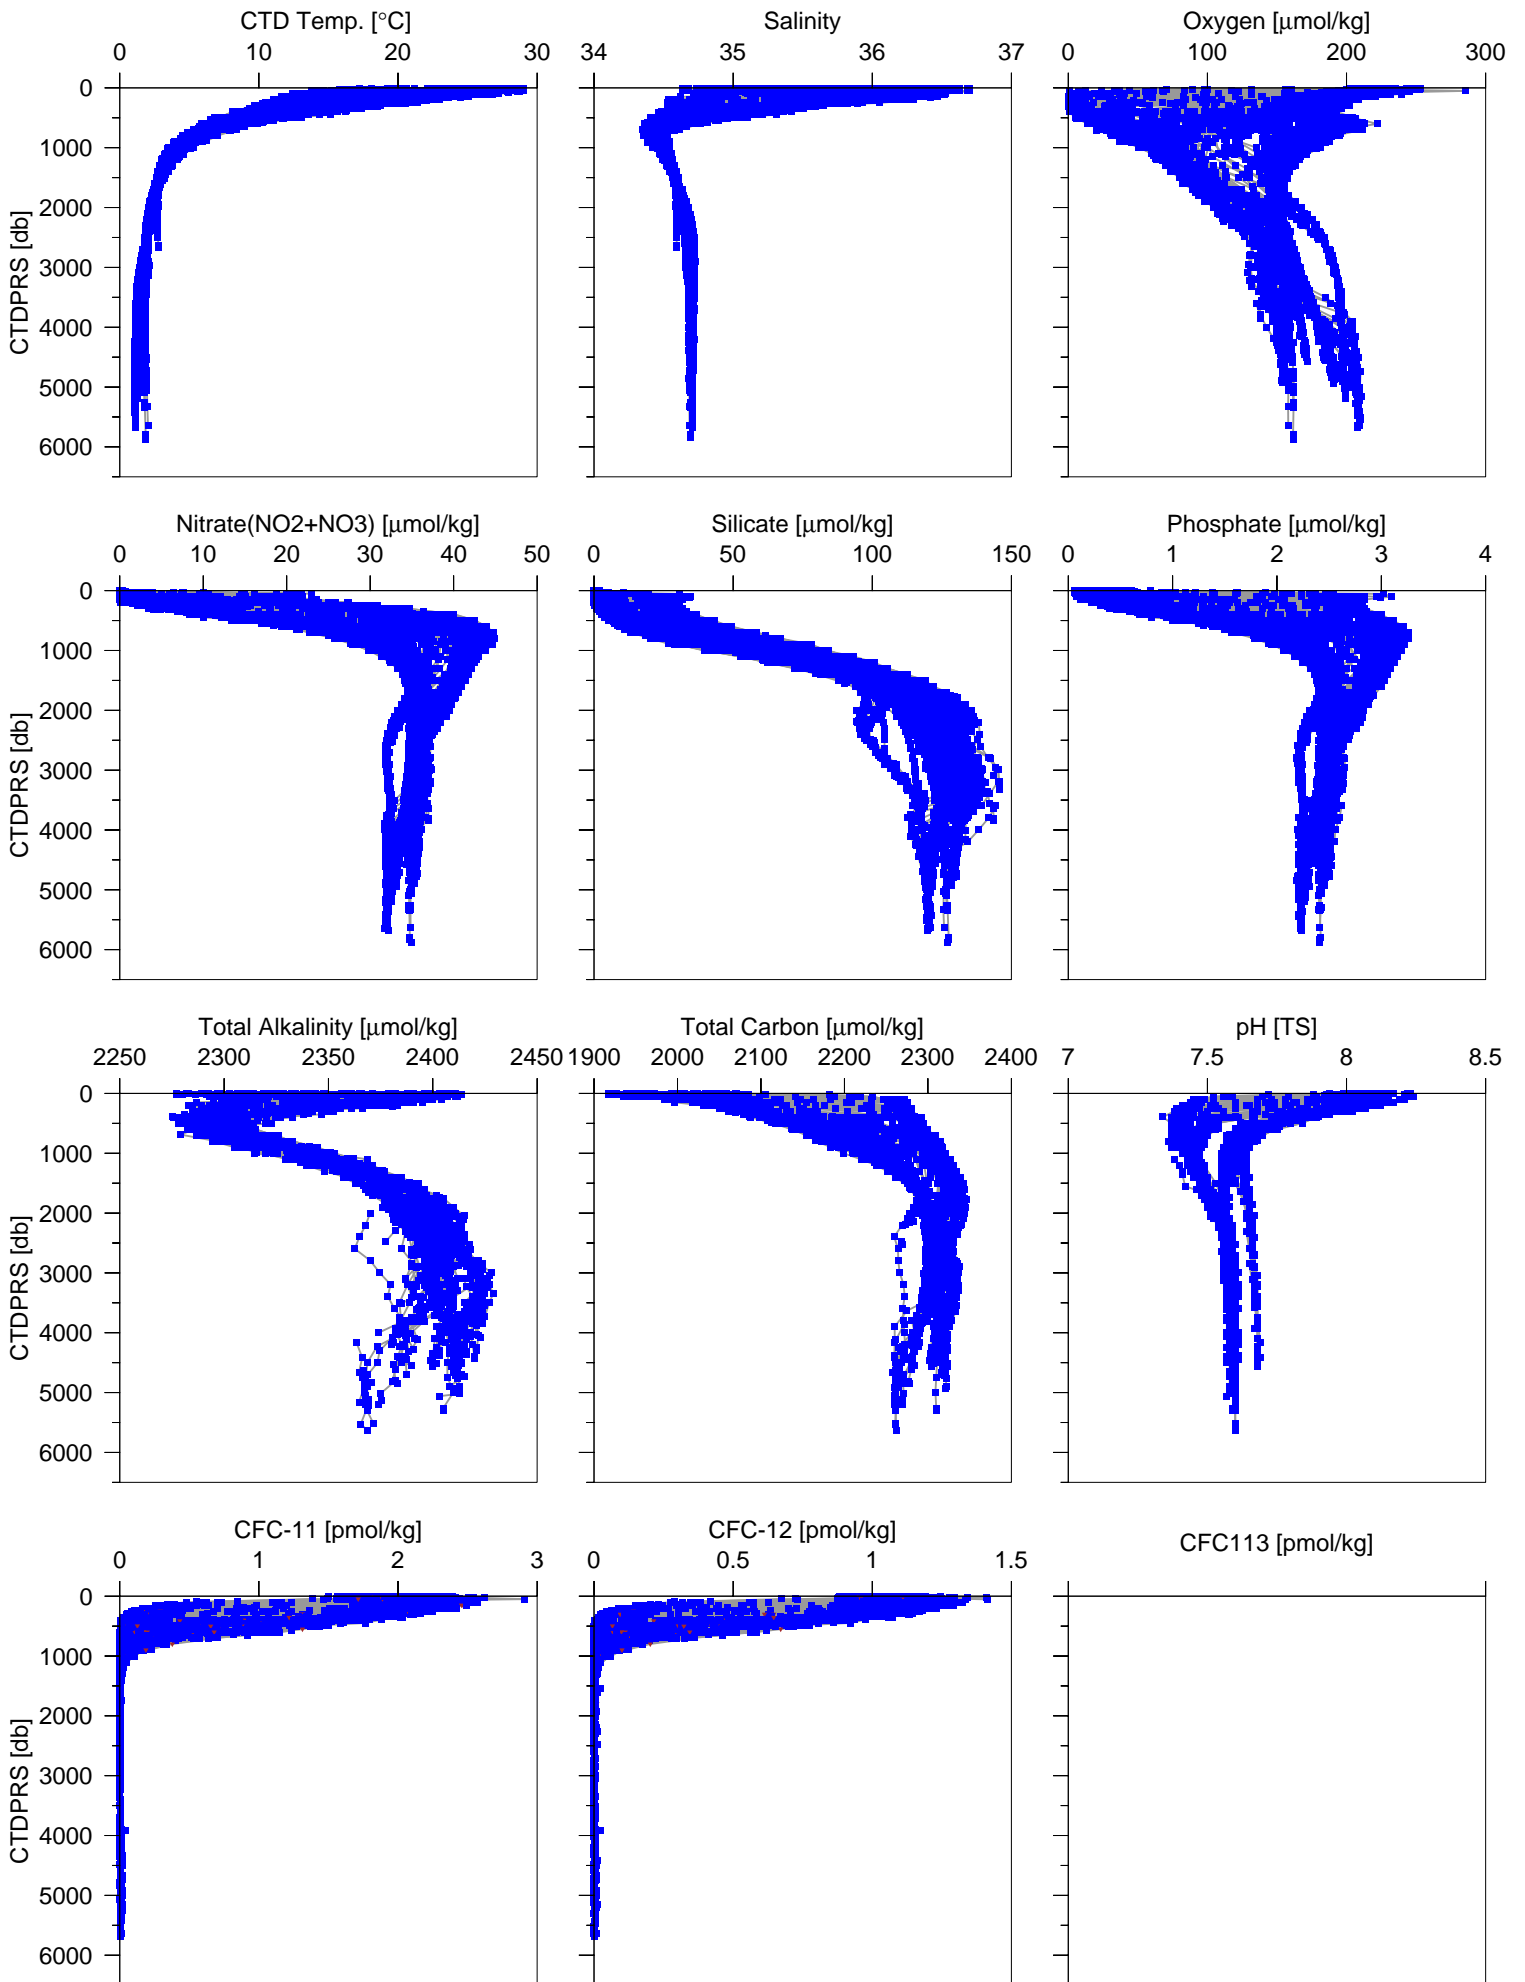 CTD Temp. [°C] Salinity Oxygen [μmol/kg]
0 10 20 30 34 35 36 37 0 100 200 300
0
1000
2000
3000
4000
5000
6000
CTDPRS [db]
Nitrate(NO2+NO3) [μmol/kg] Silicate [μmol/kg] Phosphate [μmol/kg]
0 10 20 30 40 50 0 50 100 150 0 1 2 3 4
0
1000
2000
3000
4000
5000
6000
CTDPRS [db]
Total Alkalinity [μmol/kg] Total Carbon [μmol/kg] pH [TS]
2250 2300 2350 2400 2450 1900 2000 2100 2200 2300 2400 7 7.5 8 8.5
0
1000
2000
3000
4000
5000
6000
CTDPRS [db]
CFC-11 [pmol/kg] CFC-12 [pmol/kg] CFC113 [pmol/kg]
0 1 2 3 0 0.5 1 1.5
0
1000
2000
3000
4000
5000
6000
CTDPRS [db]